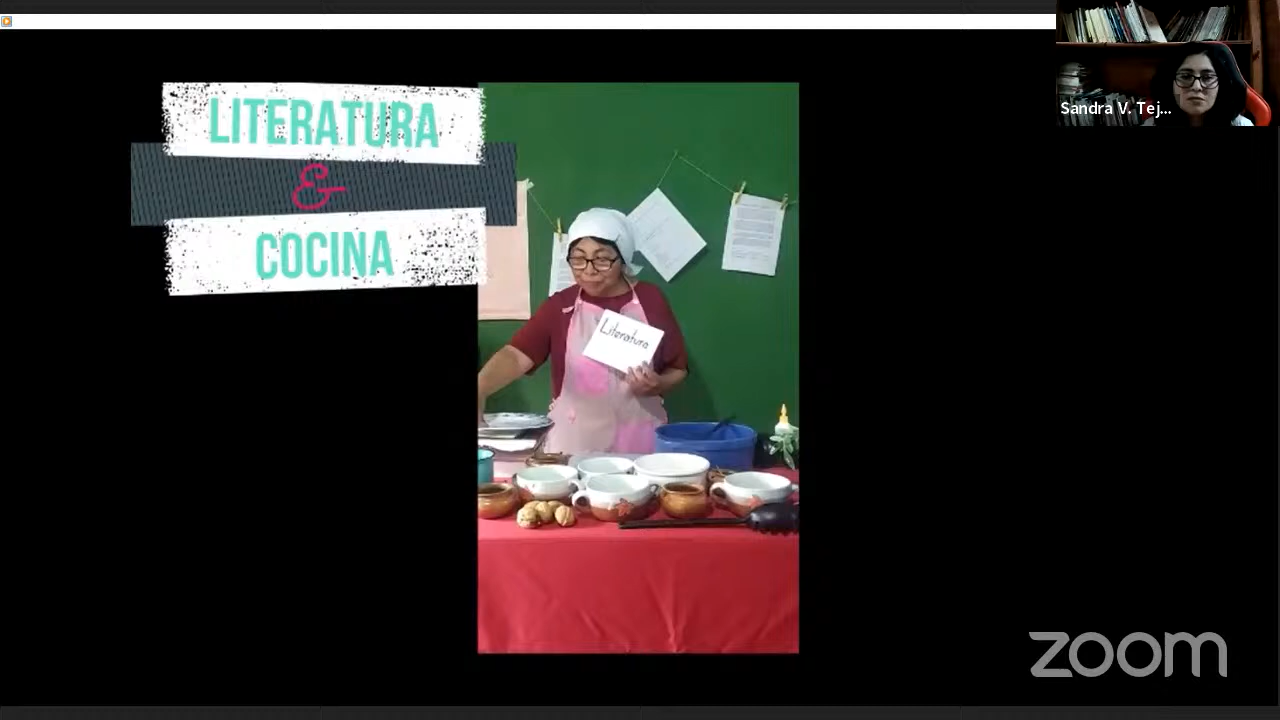 LITERATURA
&
COCINA
Literatura
Sandra V. Tej...
zoom